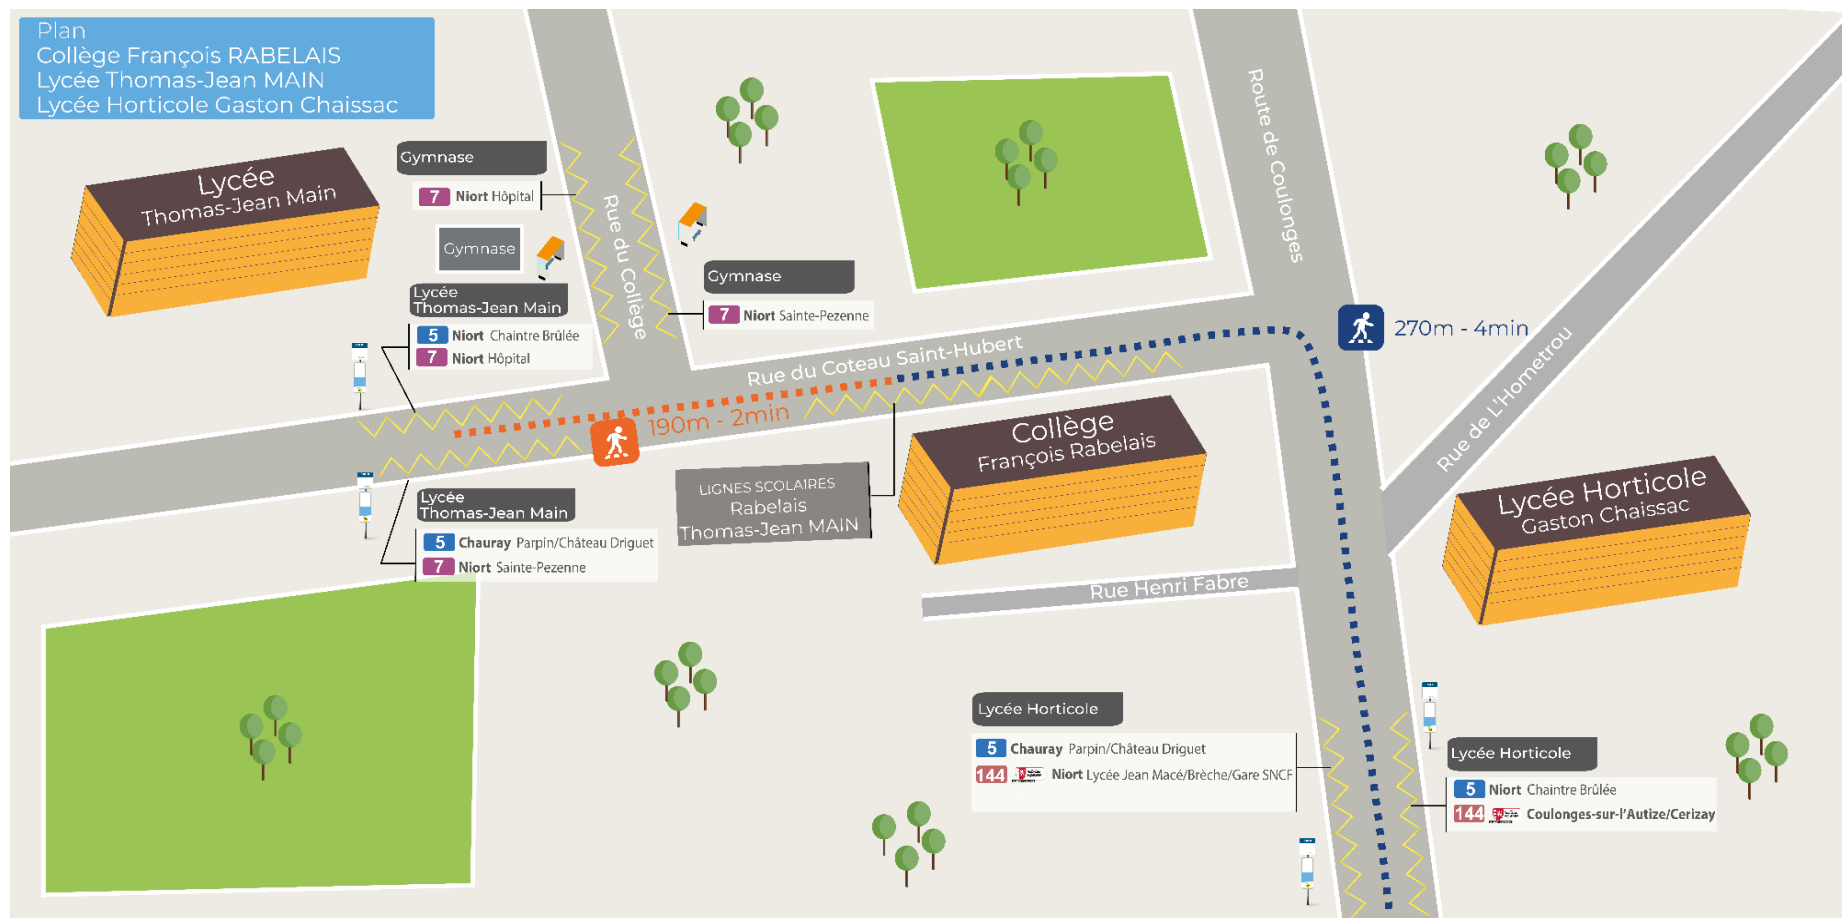 Plan
Collège François RABELAIS
Lycée Thomas-Jean MAIN
Lycée Horticole Gaston Chaissac
Lycée
Thomas-Jean Main
Gymnase
7 Niort Hôpital
Gymnase
Rue du Collège
Gymnase
7 Niort Sainte-Pezenne
Lycée
Thomas-Jean Main
5 Niort Chaintre Brûlée
7 Niort Hôpital
Route de Coulonges
270m - 4min
Rue du Coteau Saint-Hubert
190m - 2min
Rue de L'Hometrou
Collège
François Rabelais
LIGNES SCOLAIRES
Rabelais
Thomas-Jean MAIN
Lycée Horticole
Gaston Chaissac
Lycée
Thomas-Jean Main
5 Chauray Parpin/Château Driguet
7 Niort Sainte-Pezenne
Rue Henri Fabre
Lycée Horticole
5 Chauray Parpin/Château Driguet
144 Niort Lycée Jean Macé/Brèche/Gare SNCF
Lycée Horticole
5 Niort Chaintre Brûlée
144 Coulonges-sur-l'Autize/Cerizay